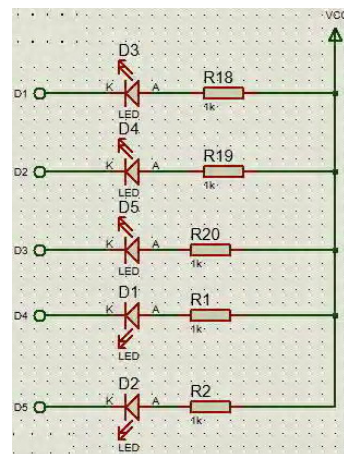 VCC
D3
R18
D1 K A
LED 1k
D4
R19
D2 K A
LED 1k
D5
R20
D3 K A
LED 1k
D1
R1
D4 K A
LED 1k
D2
R2
D5 K A
LED 1k